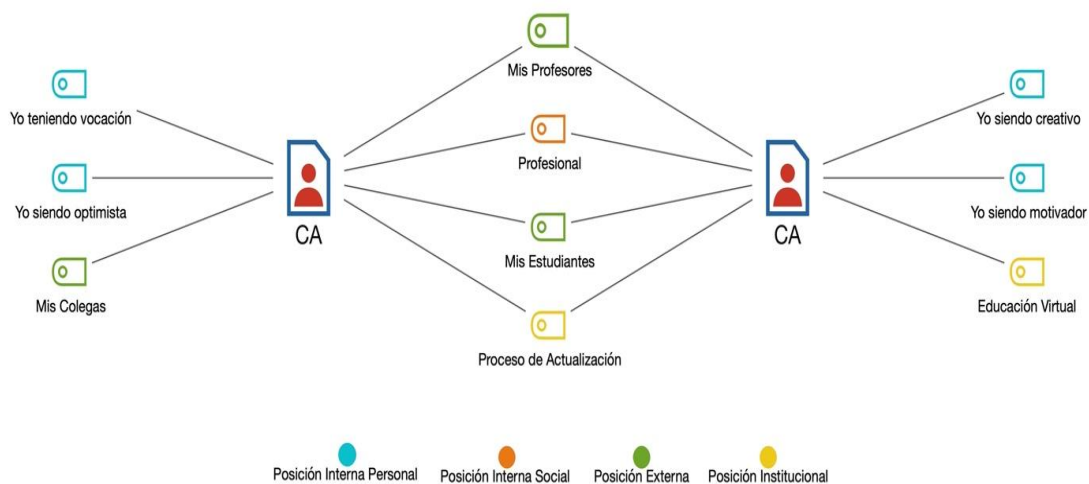 Mis Profesores
Yo teniendo vocación
Yo siendo creativo
Profesional
Yo siendo optimista
Yo siendo motivador
CA
CA
Mis Estudiantes
Mis Colegas
Educación Virtual
Proceso de Actualización
Posición Interna Personal
Posición Interna Social
Posición Externa
Posición Institucional